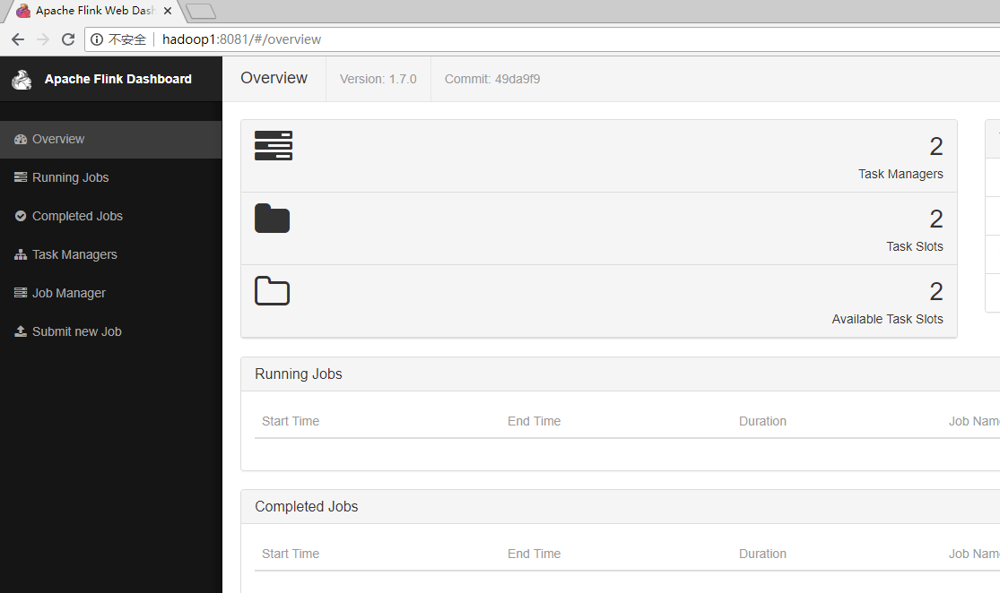 Apache Flink Web Dash
不安全 hadoop1:8081/#/overview
Apache Flink Dashboard
Overview Version: 1.7.0 Commit: 49da9f9
Overview
Running Jobs
Completed Jobs
Task Managers
Job Manager
Submit new Job
2
Task Managers
2
Task Slots
2
Available Task Slots
Running Jobs
Start Time End Time Duration Job Nam
Completed Jobs
Start Time End Time Duration Job Nam